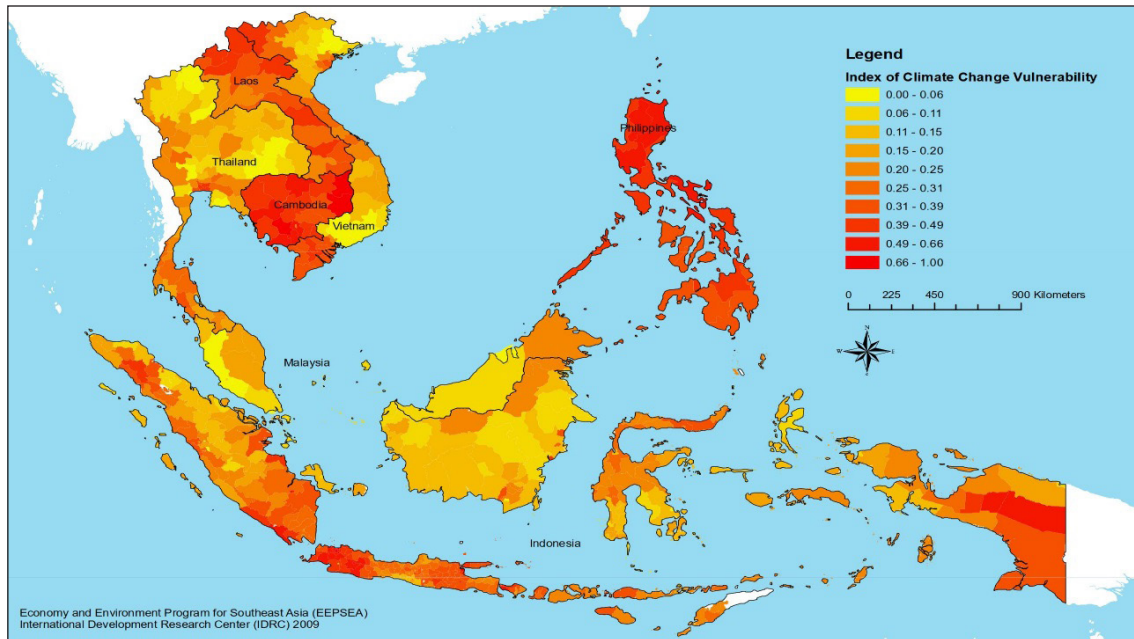 Legend
Index of Climate Change Vulnerability
0.00 - 0.06
0.06 - 0.11
0.11 - 0.15
0.15 - 0.20
0.20 - 0.25
0.25 - 0.31
0.31 - 0.39
0.39 - 0.49
0.49 - 0.66
0.66 - 1.00
0 225 450 900 Kilometers
N
W E
S
Laos
Philippines
Thailand
Cambodia
Vietnam
Malaysia
Indonesia
Economy and Environment Program for Southeast Asia (EEPSEA)
International Development Research Center (IDRC) 2009